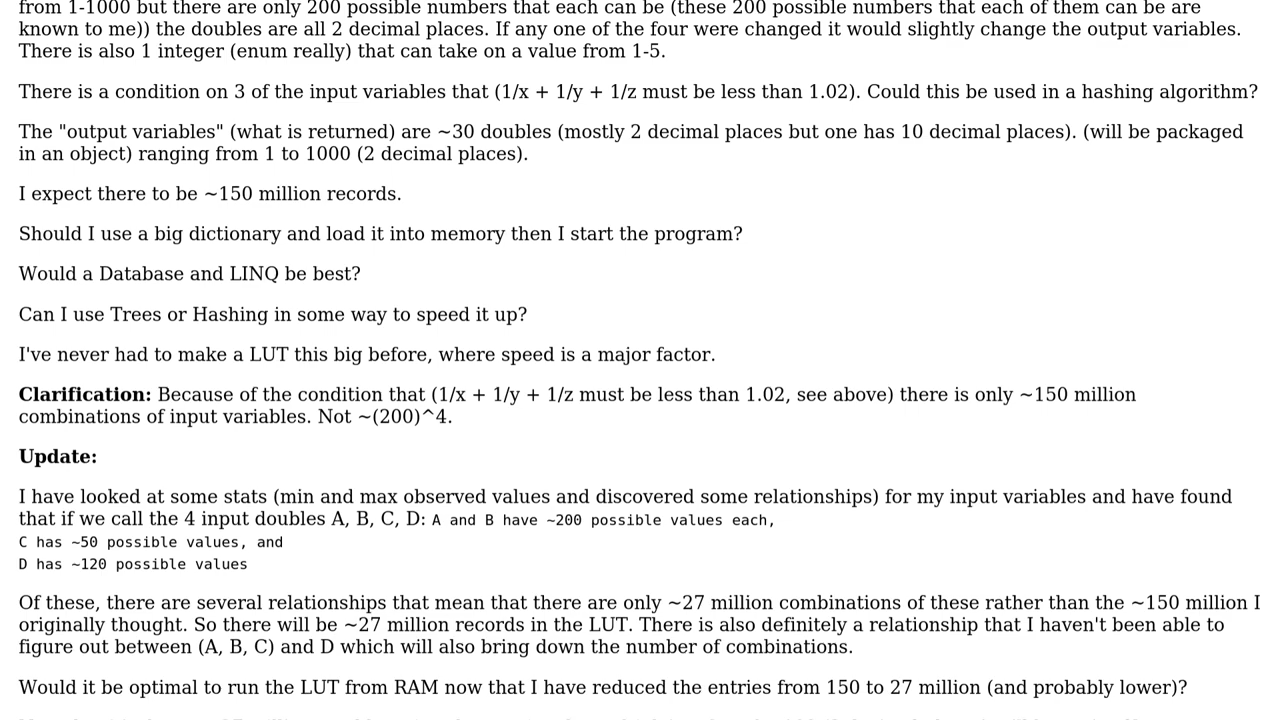 from 1-1000 but there are only 200 possible numbers that each can be (these 200 possible numbers that each of them can be are
known to me)) the doubles are all 2 decimal places. If any one of the four were changed it would slightly change the output variables.
There is also 1 integer (enum really) that can take on a value from 1-5.
There is a condition on 3 of the input variables that (1/x + 1/y + 1/z must be less than 1.02). Could this be used in a hashing algorithm?
The "output variables" (what is returned) are ~30 doubles (mostly 2 decimal places but one has 10 decimal places). (will be packaged
in an object) ranging from 1 to 1000 (2 decimal places).
I expect there to be ~150 million records.
Should I use a big dictionary and load it into memory then I start the program?
Would a Database and LINQ be best?
Can I use Trees or Hashing in some way to speed it up?
I've never had to make a LUT this big before, where speed is a major factor.
Clarification: Because of the condition that (1/x + 1/y + 1/z must be less than 1.02, see above) there is only ~150 million
combinations of input variables. Not ~(200)^4.
Update:
I have looked at some stats (min and max observed values and discovered some relationships) for my input variables and have found
that if we call the 4 input doubles A, B, C, D: A and B have ~200 possible values each,
C has ~50 possible values, and
D has ~120 possible values
Of these, there are several relationships that mean that there are only ~27 million combinations of these rather than the ~150 million I
originally thought. So there will be ~27 million records in the LUT. There is also definitely a relationship that I haven't been able to
figure out between (A, B, C) and D which will also bring down the number of combinations.
Would it be optimal to run the LUT from RAM now that I have reduced the entries from 150 to 27 million (and probably lower)?